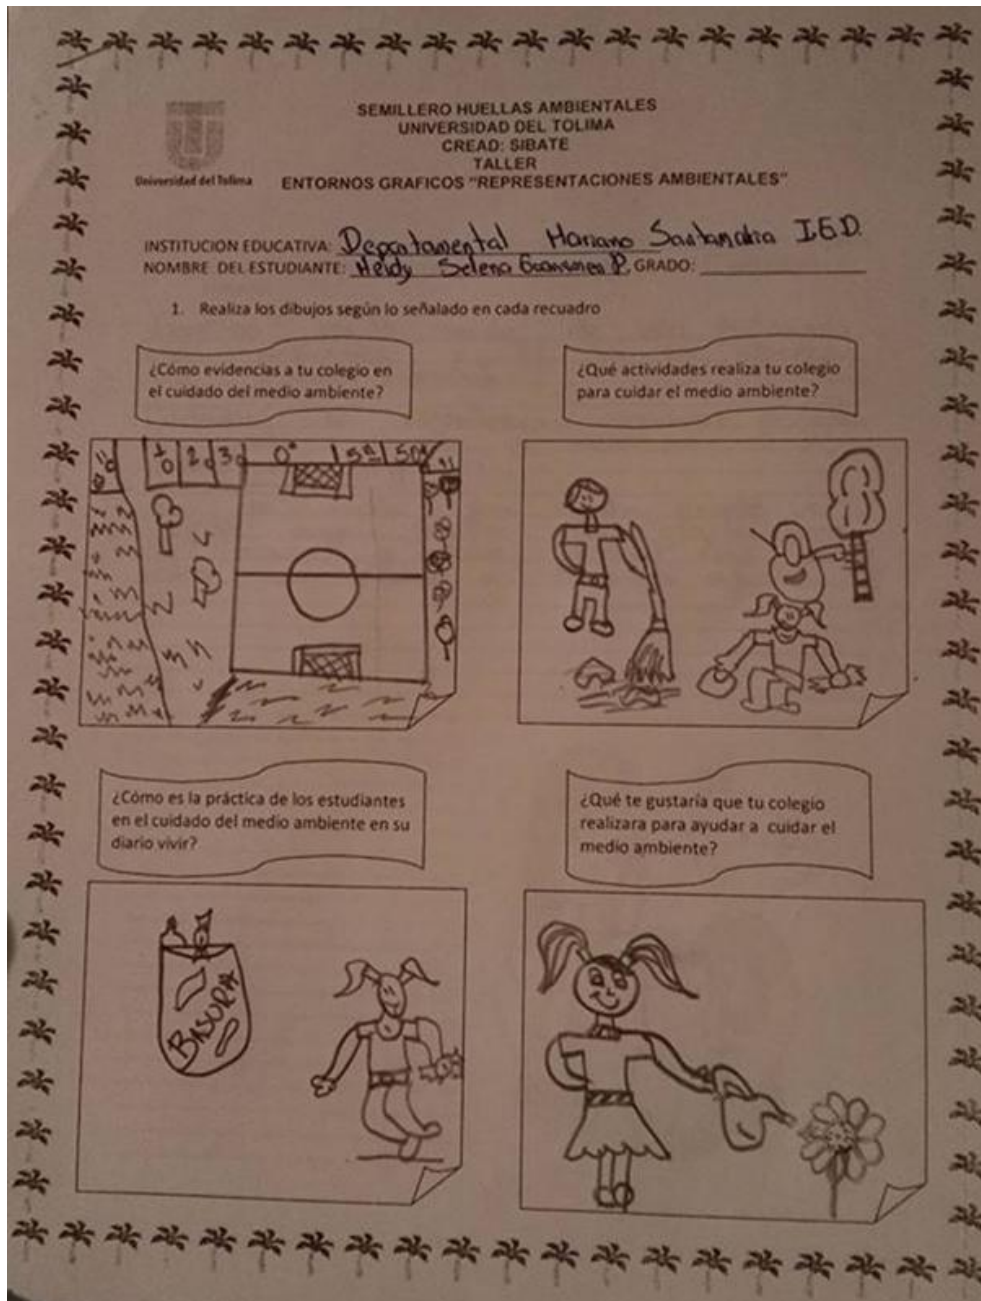 SEMILLERO HUELLAS AMBIENTALES
UNIVERSIDAD DEL TOLIMA
CREAD: SIBATE
TALLER
Universidad del Tolima
ENTORNOS GRAFICOS "REPRESENTACIONES AMBIENTALES"
INSTITUCION EDUCATIVA: Departamental Mariano Santamaria I.E.D.
NOMBRE DEL ESTUDIANTE: Heidy Selena P. GRADO:
1. Realiza los dibujos según lo señalado en cada recuadro
¿Cómo evidencias a tu colegio en
el cuidado del medio ambiente?
¿Qué actividades realiza tu colegio
para cuidar el medio ambiente?
¿Cómo es la práctica de los estudiantes
en el cuidado del medio ambiente en su
diario vivir?
¿Qué te gustaría que tu colegio
realizara para ayudar a cuidar el
medio ambiente?
BASURA